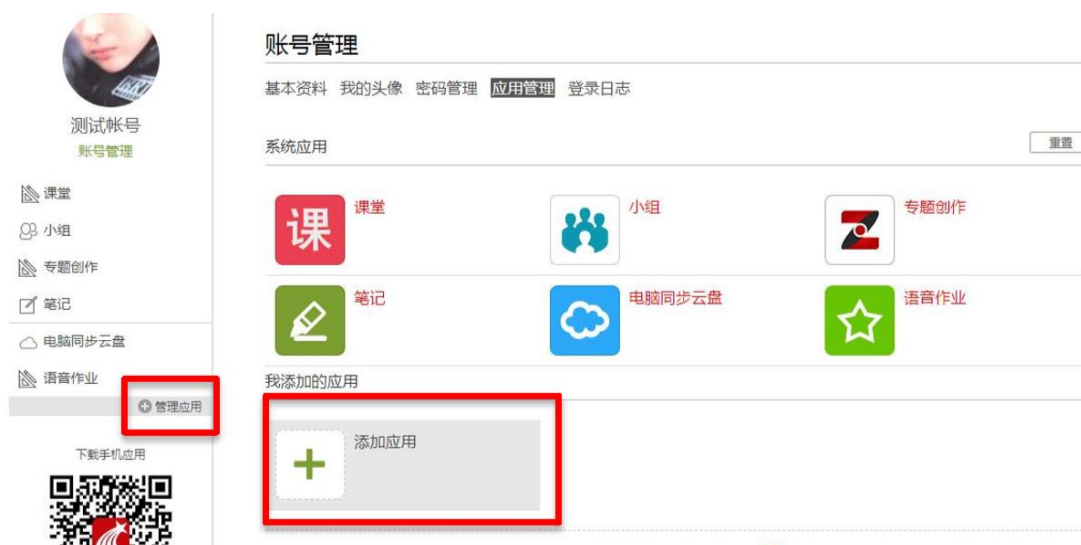 账号管理
基本资料 我的头像 密码管理 应用管理 登录日志
测试帐号
账号管理
系统应用
重置
课堂
小组
专题创作
笔记
电脑同步云盘
语音作业
管理应用
下载手机应用
课
课堂
小组
专题创作
笔记
电脑同步云盘
语音作业
我添加的应用
添加应用